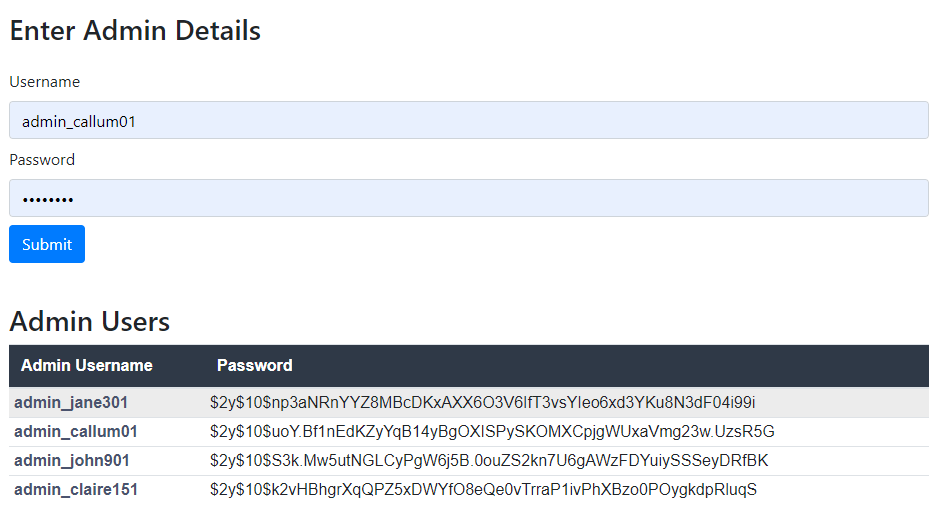 Enter Admin Details
Username
admin_callum01
Password
••••••••
Submit
Admin Users
Admin Username Password
admin_jane301 $2y$10$np3aNRnYYZ8MBcDKxAXX6O3V6lfT3vsYIeo6xd3YKu8N3dF04i99i
admin_callum01 $2y$10$uoY.Bf1nEdKZyYqB14yBgOXISPySKOMXCpjgWUxaVmg23w.UzsR5G
admin_john901 $2y$10$S3k.Mw5utNGLCyPgW6j5B.0ouZS2kn7U6gAWzFDYuiySSSeyDRfBK
admin_claire151 $2y$10$k2vHBhgrXqQPZ5xDWYfO8eQe0vTrraP1ivPhXBzo0POygkdpRluqS